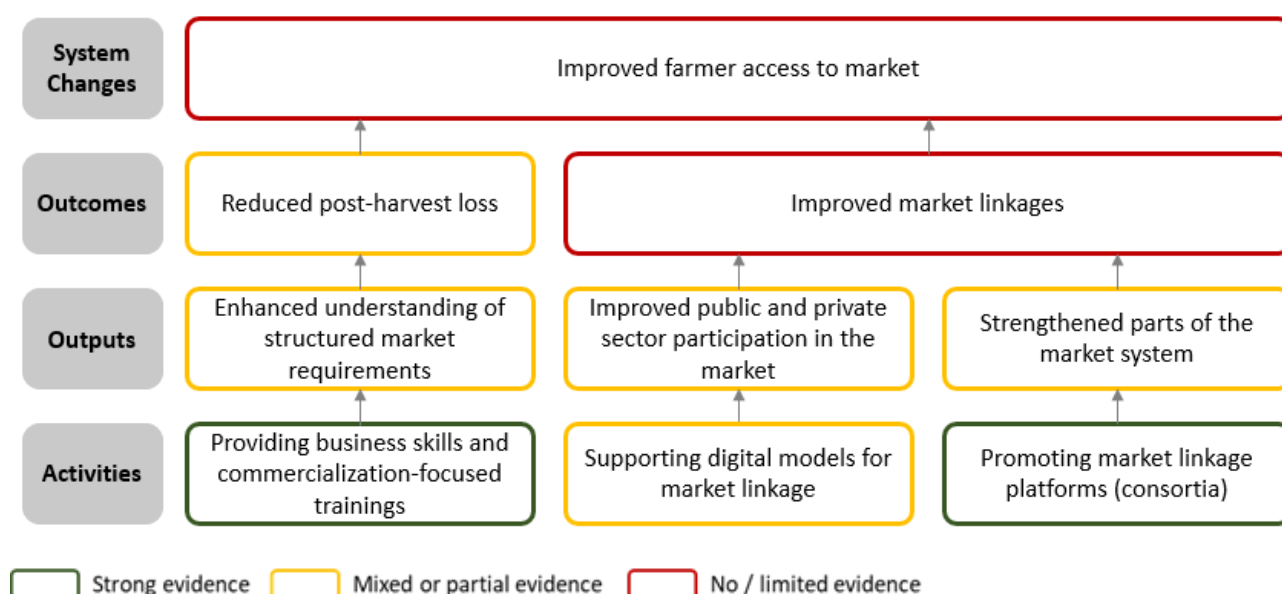 System
Changes
Improved farmer access to market
Outcomes
Reduced post-harvest loss
Improved market linkages
Outputs
Enhanced understanding of
structured market
requirements
Improved public and private
sector participation in the
market
Strengthened parts of the
market system
Activities
Providing business skills and
commercialization-focused
trainings
Supporting digital models for
market linkage
Promoting market linkage
platforms (consortia)
Strong evidence
Mixed or partial evidence
No / limited evidence